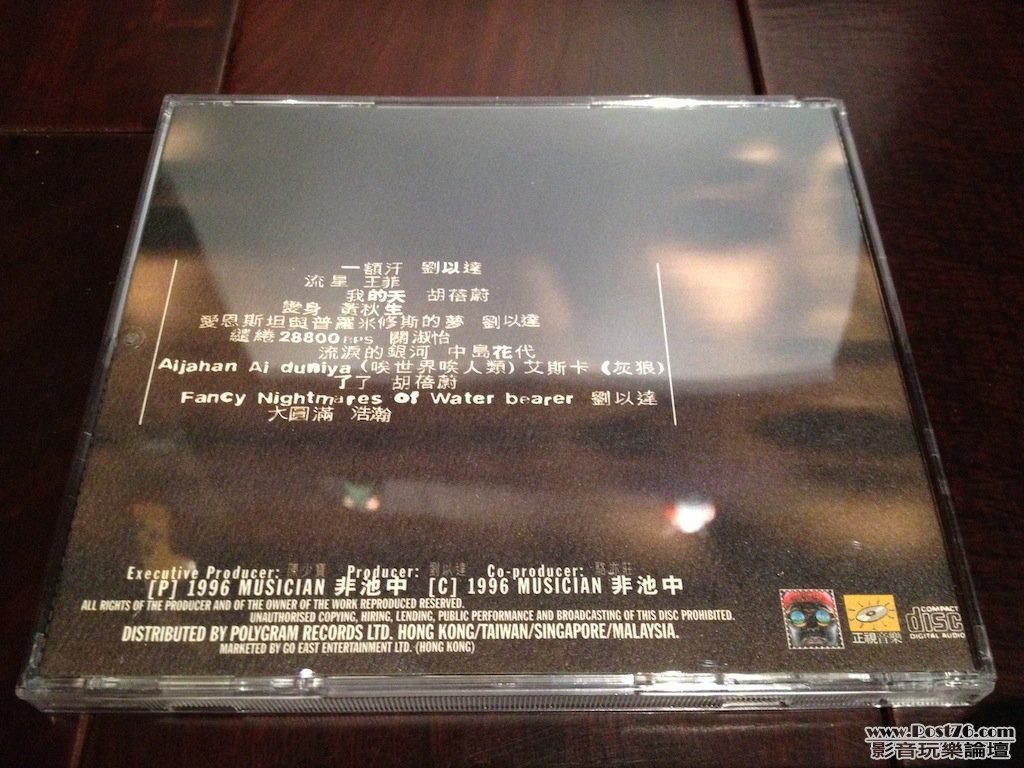 一額汗 劉以達
流星 王菲
我的天 胡蓓蔚
變身 黃秋生
愛恩斯坦與普羅米修斯的夢 劉以達
繾綣28800BPS 關淑怡
流淚的銀河 中島花代
Aijahan Ai duniya (唉世界唉人類) 艾斯卡 (灰狼)
了了 胡蓓蔚
Fancy Nightmares of Water bearer 劉以達
大圓滿 浩瀚
Executive Producer: 陳少寶 Producer: 劉以達 Co-producer:
[P] 1996 MUSICIAN 非池中 [C] 1996 MUSICIAN 非池中
ALL RIGHTS OF THE PRODUCER AND OF THE OWNER OF THE WORK REPRODUCED RESERVED.
UNAUTHORISED COPYING, HIRING, LENDING, PUBLIC PERFORMANCE AND BROADCASTING OF THIS DISC PROHIBITED.
DISTRIBUTED BY POLYGRAM RECORDS LTD. HONG KONG/TAIWAN/SINGAPORE/MALAYSIA.
MARKETED BY GO EAST ENTERTAINMENT LTD. (HONG KONG)
正視音樂
COMPACT
disc
DIGITAL AUDIO
www.Post76.com
影音玩樂論壇